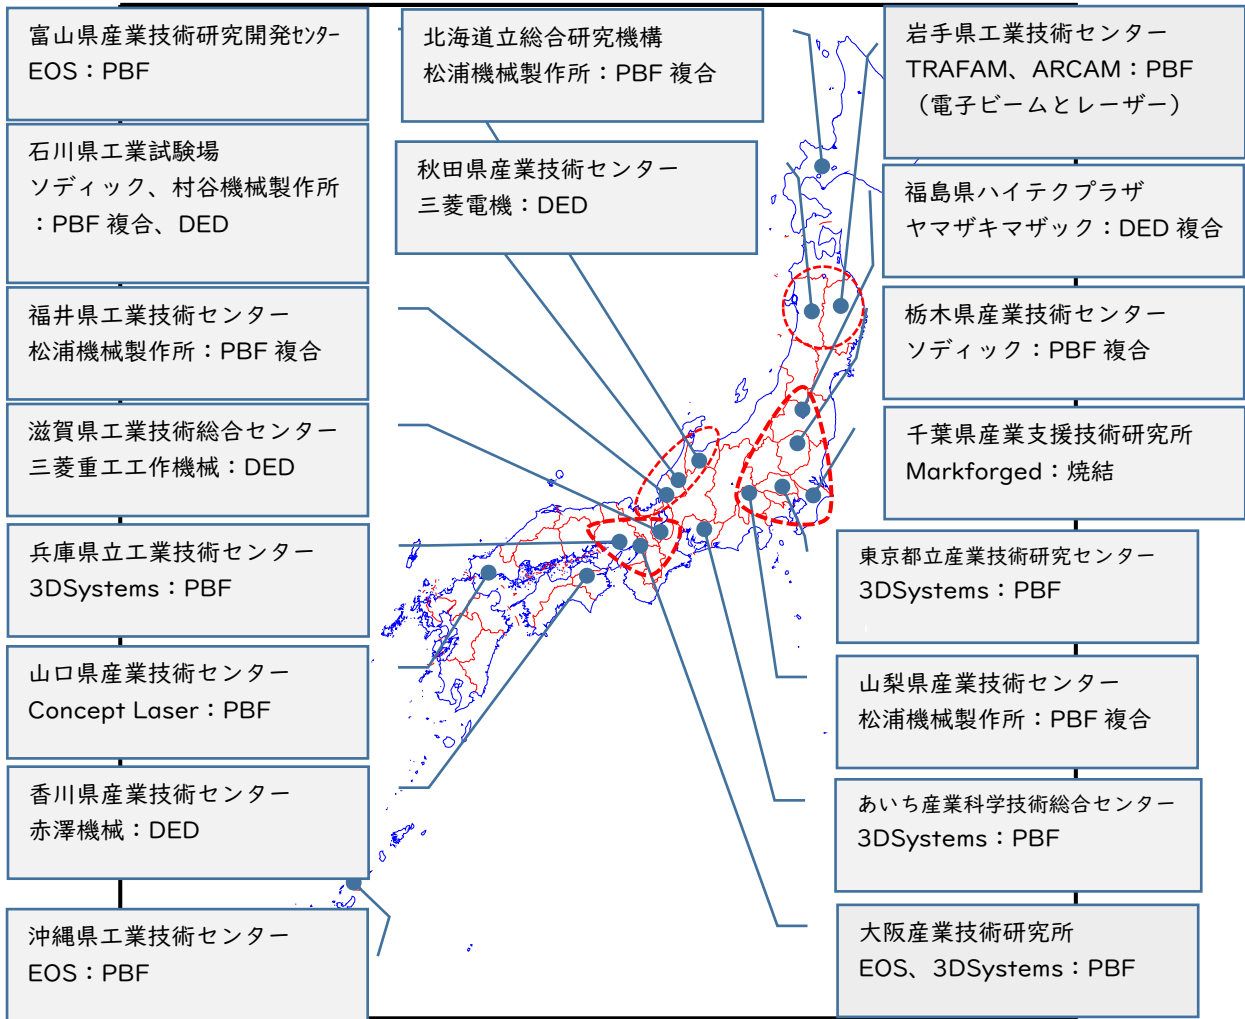 富山県産業技術研究開発ｾﾝﾀｰ
EOS：PBF
石川県工業試験場
ソディック、村谷機械製作所
：PBF 複合、DED
福井県工業技術センター
松浦機械製作所：PBF 複合
滋賀県工業技術総合センター
三菱重工工作機械：DED
兵庫県立工業技術センター
3DSystems：PBF
山口県産業技術センター
Concept Laser：PBF
香川県産業技術センター
赤澤機械：DED
沖縄県工業技術センター
EOS：PBF
北海道立総合研究機構
松浦機械製作所：PBF 複合
秋田県産業技術センター
三菱電機：DED
岩手県工業技術センター
TRAFAM、ARCAM：PBF
（電子ビームとレーザー）
福島県ハイテクプラザ
ヤマザキマザック：DED 複合
栃木県産業技術センター
ソディック：PBF 複合
千葉県産業支援技術研究所
Markforged：焼結
東京都立産業技術研究センター
3DSystems：PBF
山梨県産業技術センター
松浦機械製作所：PBF 複合
あいち産業科学技術総合センター
3DSystems：PBF
大阪産業技術研究所
EOS、3DSystems：PBF